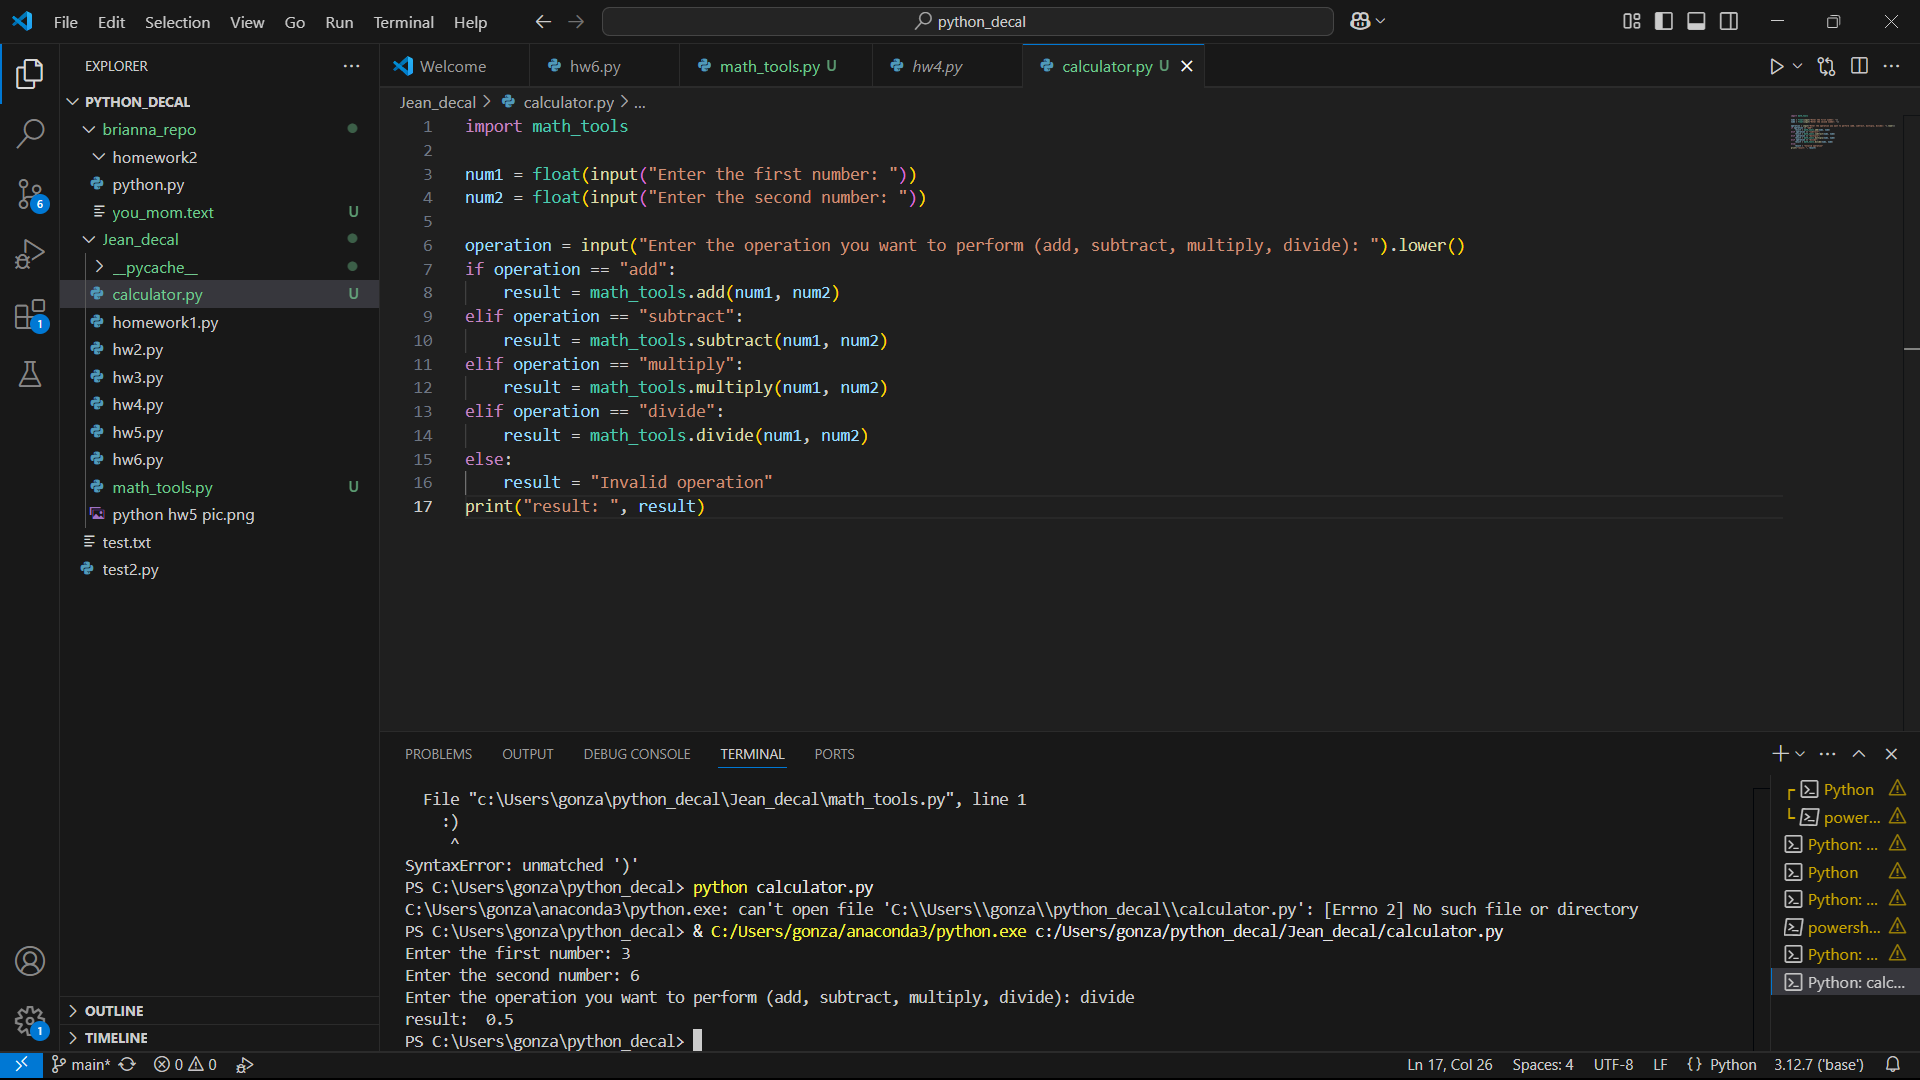 File Edit Selection View Go Run Terminal Help python_decal
EXPLORER
PYTHON_DECAL
brianna_repo
homework2
python.py
you_mom.text U
Jean_decal
__pycache__
calculator.py U
homework1.py
hw2.py
hw3.py
hw4.py
hw5.py
hw6.py
math_tools.py U
python hw5 pic.png
test.txt
test2.py
OUTLINE
TIMELINE
6
1
1
Welcome hw6.py math_tools.py U hw4.py calculator.py U
Jean_decal > calculator.py > ...
1 import math_tools
2
3 num1 = float(input("Enter the first number: "))
4 num2 = float(input("Enter the second number: "))
5
6 operation = input("Enter the operation you want to perform (add, subtract, multiply, divide): ").lower()
7 if operation == "add":
8 result = math_tools.add(num1, num2)
9 elif operation == "subtract":
10 result = math_tools.subtract(num1, num2)
11 elif operation == "multiply":
12 result = math_tools.multiply(num1, num2)
13 elif operation == "divide":
14 result = math_tools.divide(num1, num2)
15 else:
16 result = "Invalid operation"
17 print("result: ", result)
PROBLEMS OUTPUT DEBUG CONSOLE TERMINAL PORTS
File "c:\Users\gonza\python_decal\Jean_decal\math_tools.py", line 1
:)
^
SyntaxError: unmatched ')'
PS C:\Users\gonza\python_decal> python calculator.py
C:\Users\gonza\anaconda3\python.exe: can't open file 'C:\\Users\\gonza\\python_decal\\calculator.py': [Errno 2] No such file or directory
PS C:\Users\gonza\python_decal> & C:/Users/gonza/anaconda3/python.exe c:/Users/gonza/python_decal/Jean_decal/calculator.py
Enter the first number: 3
Enter the second number: 6
Enter the operation you want to perform (add, subtract, multiply, divide): divide
result:  0.5
PS C:\Users\gonza\python_decal>
Python
power...
Python: ...
Python
Python: ...
powersh...
Python: ...
Python: calc...
main* 0 0 Ln 17, Col 26 Spaces: 4 UTF-8 LF {} Python 3.12.7 ('base')